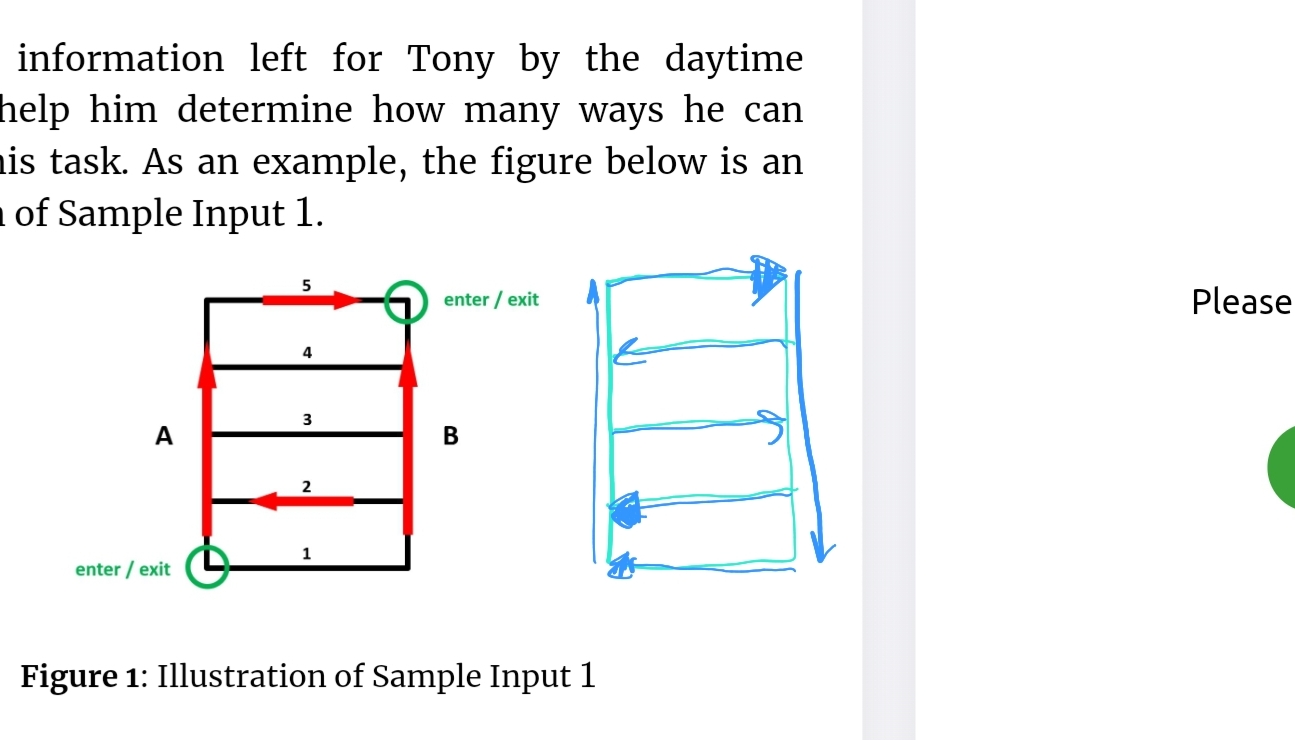 information left for Tony by the daytime
help him determine how many ways he can
his task. As an example, the figure below is an
of Sample Input 1.
5
enter / exit
4
3
A
B
2
1
enter / exit
Please
Figure 1: Illustration of Sample Input 1